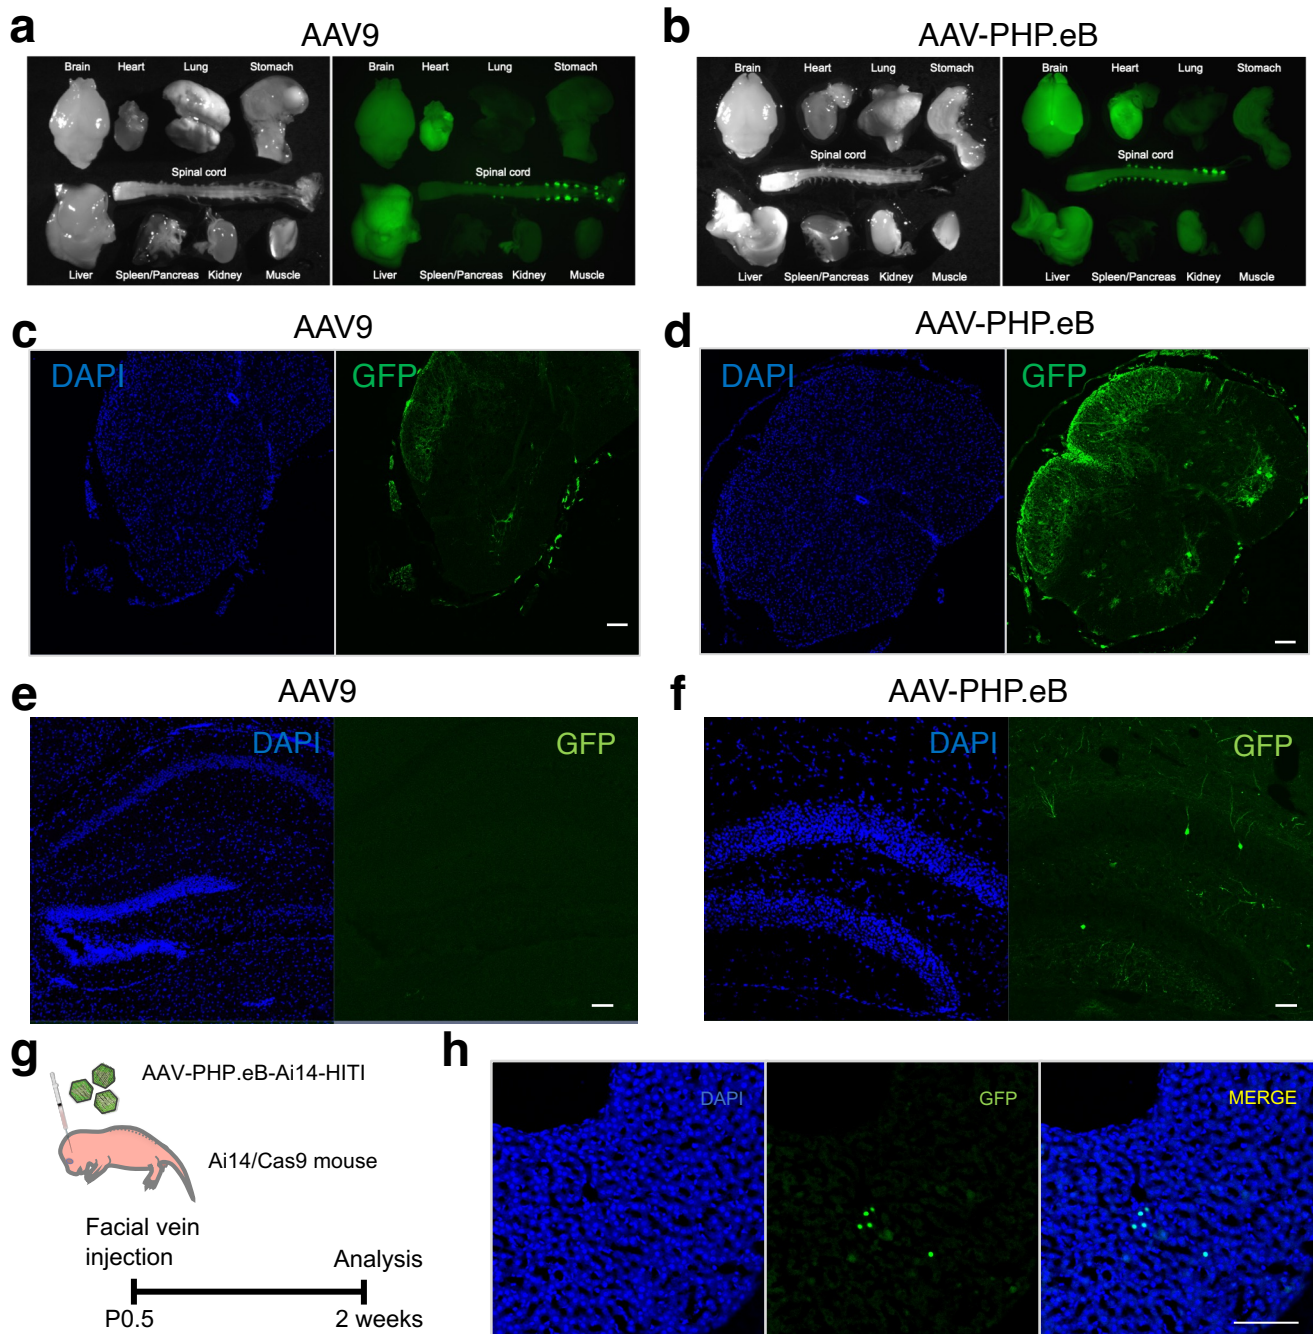 a
AAV9
Brain Heart Lung Stomach
Spinal cord
Liver Spleen/Pancreas Kidney Muscle
Brain Heart Lung Stomach
Spinal cord
Liver Spleen/Pancreas Kidney Muscle
b
AAV-PHP.eB
Brain Heart Lung Stomach
Spinal cord
Liver Spleen/Pancreas Kidney Muscle
Brain Heart Lung Stomach
Spinal cord
Liver Spleen/Pancreas Kidney Muscle
c
AAV9
DAPI
GFP
d
AAV-PHP.eB
DAPI
GFP
e
AAV9
DAPI
GFP
f
AAV-PHP.eB
DAPI
GFP
g
AAV-PHP.eB-Ai14-HITI
Ai14/Cas9 mouse
Facial vein
injection
Analysis
P0.5
2 weeks
h
DAPI
GFP
MERGE